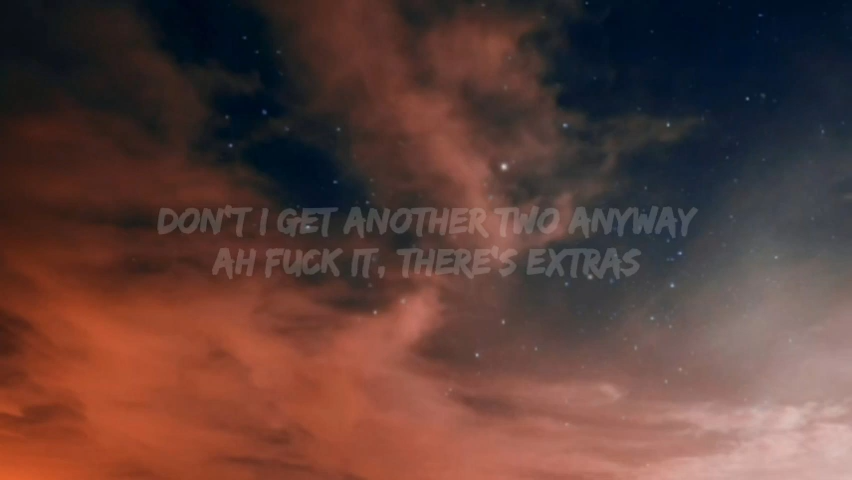 DON'T I GET ANOTHER TWO ANYWAY
AH FUCK IT, THERE'S EXTRAS